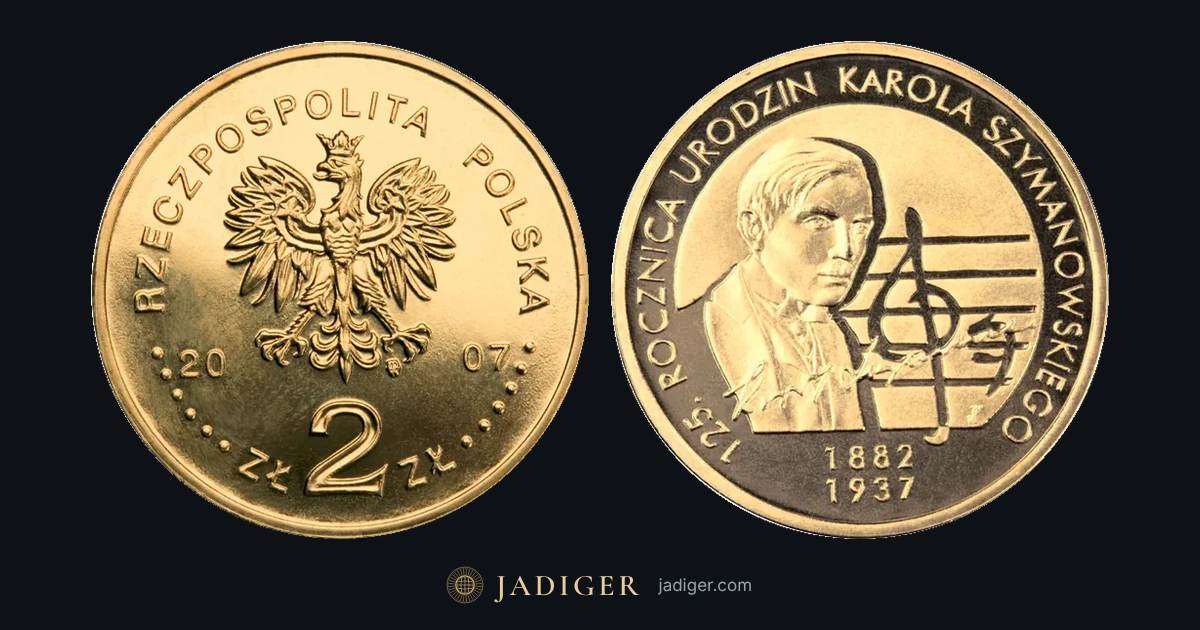 RZECZPOSPOLITA POLSKA
20 07
ZŁ 2 ZŁ
125. ROCZNICA URODZIN KAROLA SZYMANOWSKIEGO
1882
1937
JADIGER jadiger.com